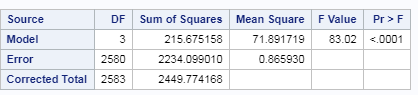 Source DF Sum of Squares Mean Square F Value Pr > F
Model 3 215.675158 71.891719 83.02 <.0001
Error 2580 2234.099010 0.865930
Corrected Total 2583 2449.774168